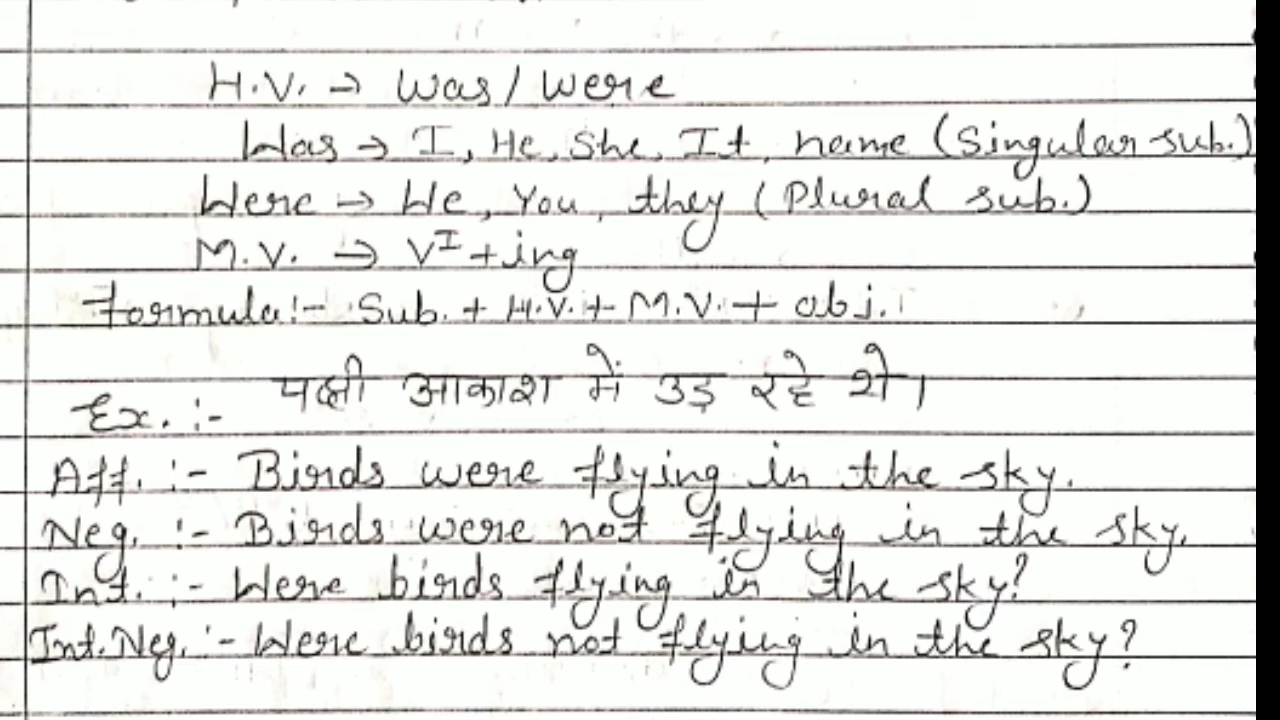 H.V. → Was/Were
Was → I, He, She, It, name (Singular sub.)
Were → We, You, they (Plural sub.)
M.V. → V^I + ing
Formula:- Sub. + H.V. + M.V. + obj.
Ex. :- पक्षी आकाश में उड़ रहे थे।
Aff. :- Birds were flying in the sky.
Neg. :- Birds were not flying in the sky.
Int. :- Were birds flying in the sky?
Int. Neg. :- Were birds not flying in the sky?